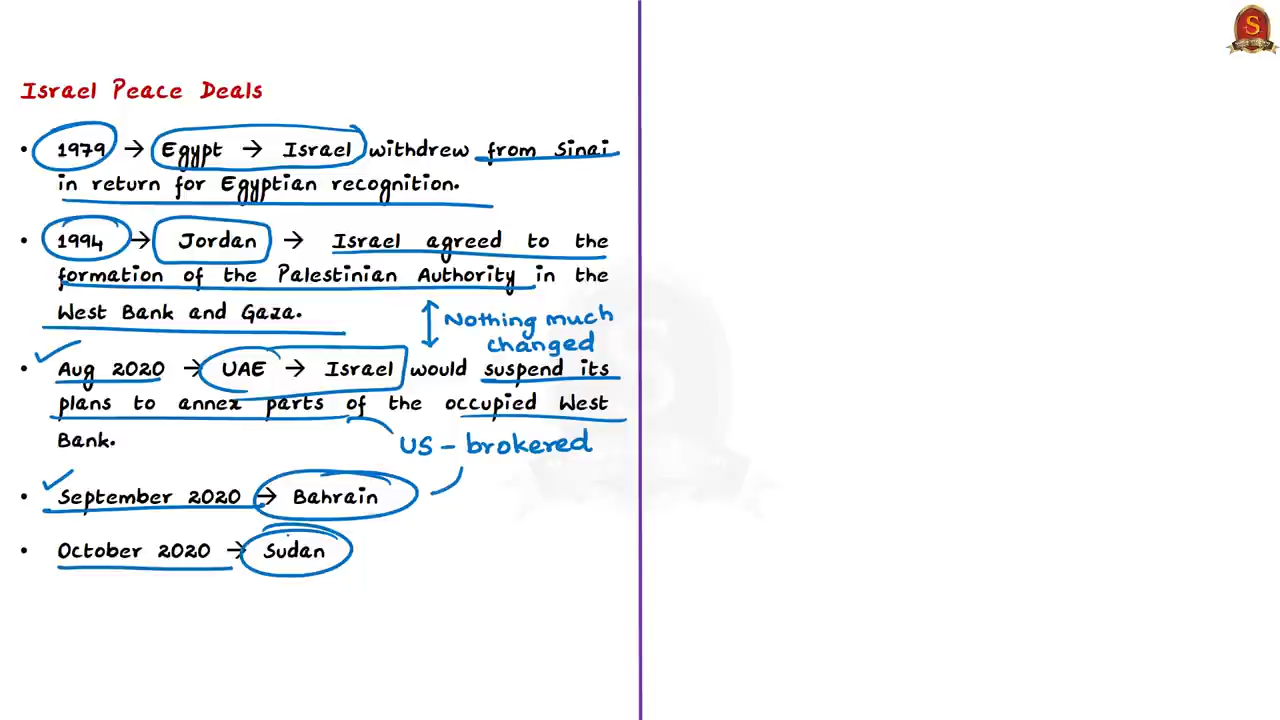 Israel Peace Deals
• 1979 → Egypt → Israel withdrew from Sinai
in return for Egyptian recognition.
• 1994 → Jordan → Israel agreed to the
formation of the Palestinian Authority in the
West Bank and Gaza.
Nothing much
changed
• Aug 2020 → UAE → Israel would suspend its
plans to annex parts of the occupied West
Bank.
US - brokered
• September 2020 → Bahrain
• October 2020 → Sudan
S